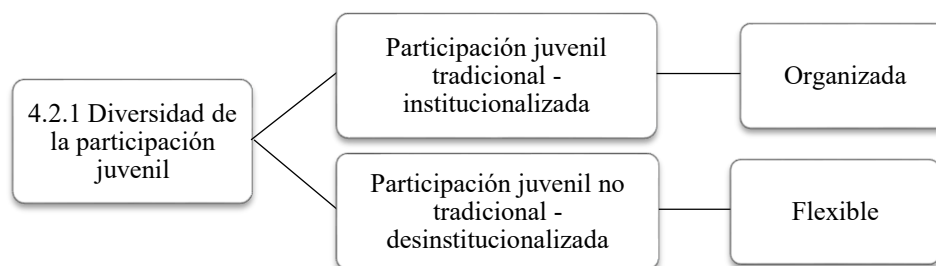 4.2.1 Diversidad de
la participación
juvenil
Participación juvenil
tradicional -
institucionalizada
Organizada
Participación juvenil no
tradicional -
desinstitucionalizada
Flexible